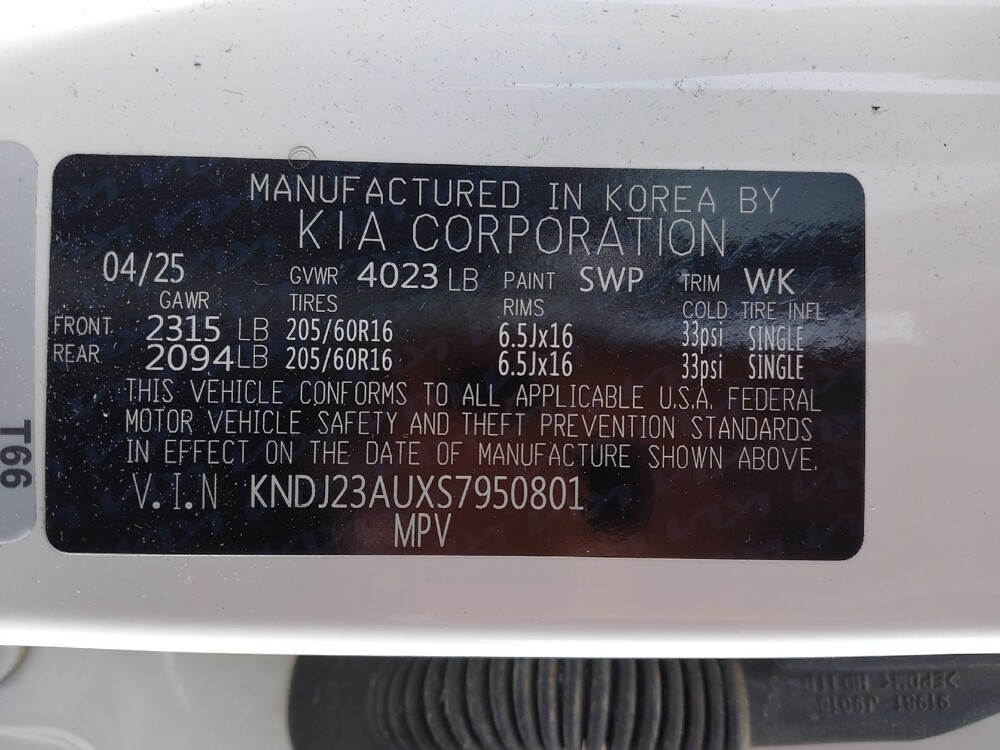 MANUFACTURED IN KOREA BY
KIA CORPORATION
04/25 GVWR 4023 LB PAINT SWP TRIM WK
GAWR TIRES RIMS COLD TIRE INFL
FRONT 2315 LB 205/60R16 6.5Jx16 33psi SINGLE
REAR 2094LB 205/60R16 6.5Jx16 33psi SINGLE
THIS VEHICLE CONFORMS TO ALL APPLICABLE U.S.A. FEDERAL
MOTOR VEHICLE SAFETY AND THEFT PREVENTION STANDARDS
IN EFFECT ON THE DATE OF MANUFACTURE SHOWN ABOVE.
V.I.N KNDJ23AUXS7950801
MPV
T66
>EPDM<